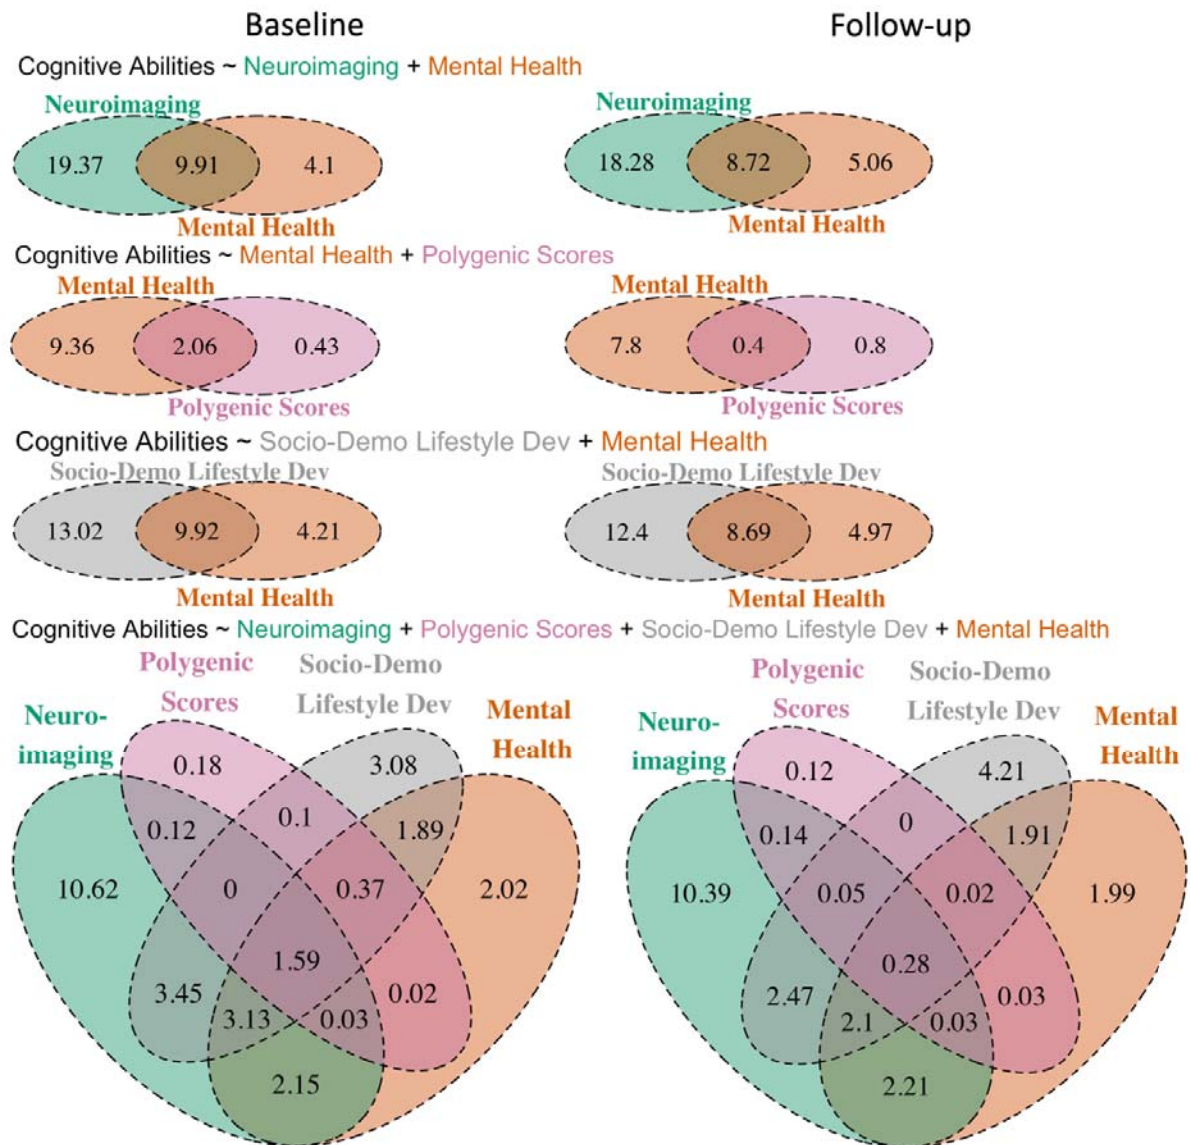 Baseline
Follow-up
Cognitive Abilities ~ Neuroimaging + Mental Health
Neuroimaging
19.37 9.91 4.1
Mental Health
Neuroimaging
18.28 8.72 5.06
Mental Health
Cognitive Abilities ~ Mental Health + Polygenic Scores
Mental Health
9.36 2.06 0.43
Polygenic Scores
Mental Health
7.8 0.4 0.8
Polygenic Scores
Cognitive Abilities ~ Socio-Demo Lifestyle Dev + Mental Health
Socio-Demo Lifestyle Dev
13.02 9.92 4.21
Mental Health
Socio-Demo Lifestyle Dev
12.4 8.69 4.97
Mental Health
Cognitive Abilities ~ Neuroimaging + Polygenic Scores + Socio-Demo Lifestyle Dev + Mental Health
Neuro-
imaging
Polygenic
Scores
Socio-Demo
Lifestyle Dev
Mental
Health
0.18 3.08
0.12 0.1 1.89
10.62 0 0.37 2.02
1.59
3.45 0.02
3.13 0.03
2.15
Neuro-
imaging
Polygenic
Scores
Socio-Demo
Lifestyle Dev
Mental
Health
0.12 4.21
0.14 0 1.91
10.39 0.05 0.02 1.99
0.28
2.47 0.03
2.1 0.03
2.21